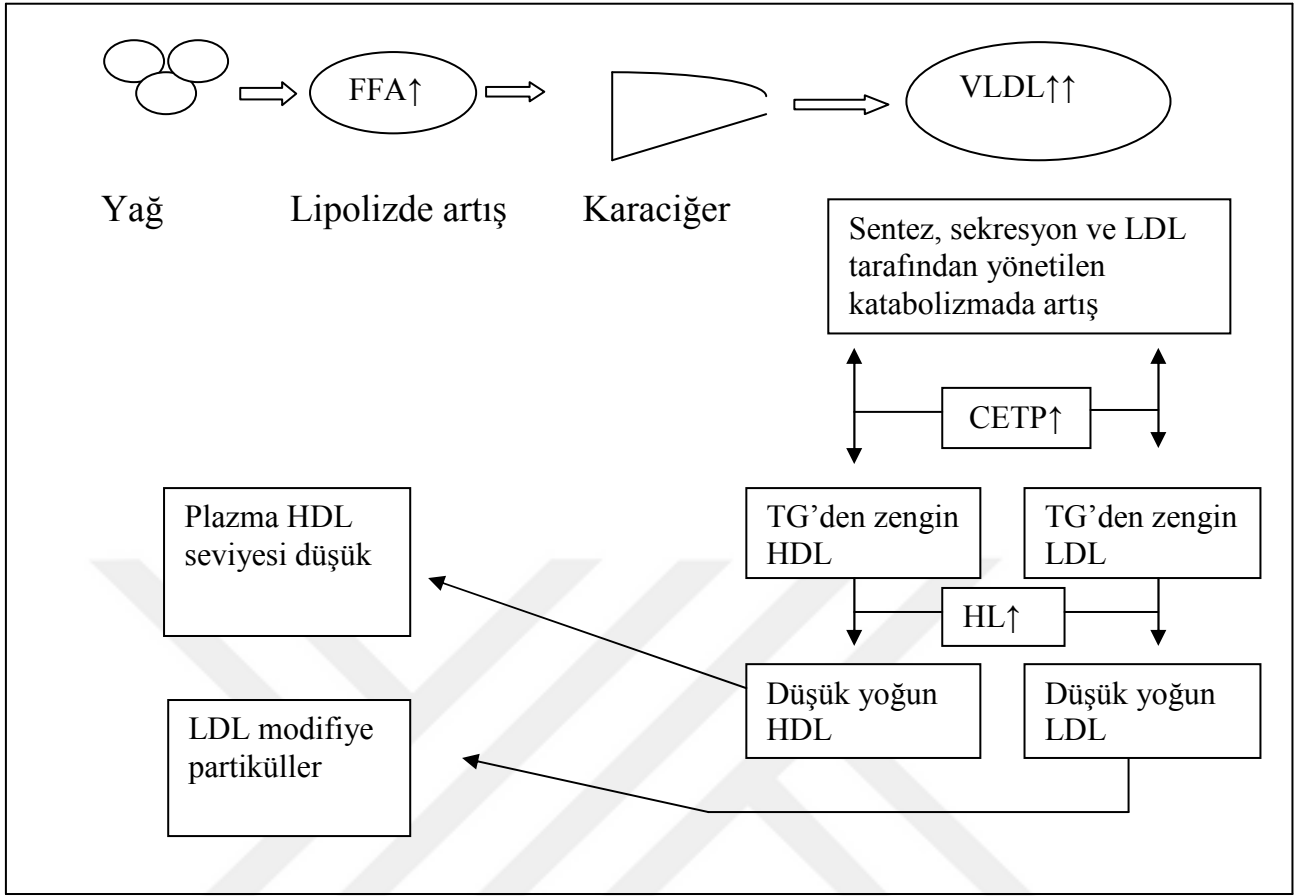 FFA↑
VLDL↑↑
Yağ
Lipolizde artış
Karaciğer
Sentez, sekresyon ve LDL
tarafından yönetilen
katabolizmada artış
CETP↑
Plazma HDL
seviyesi düşük
TG’den zengin
HDL
TG’den zengin
LDL
HL↑
LDL modifiye
partiküller
Düşük yoğun
HDL
Düşük yoğun
LDL